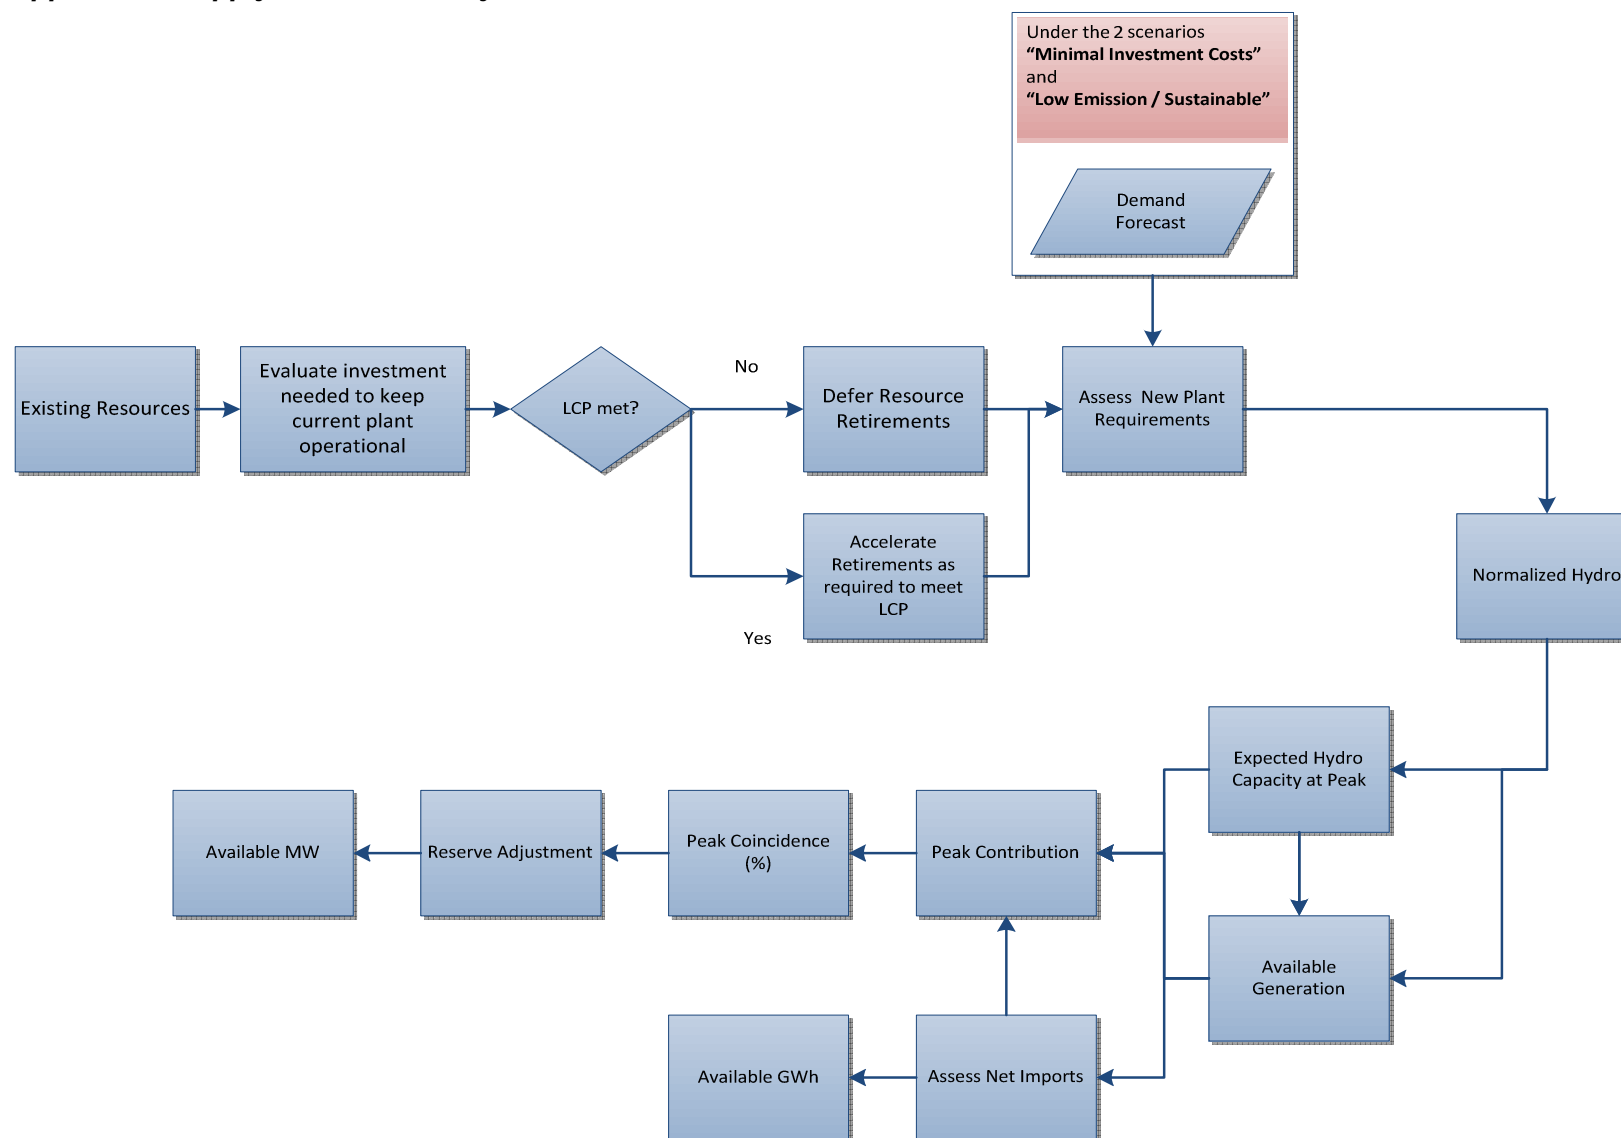 Under the 2 scenarios
“Minimal Investment Costs”
and
“Low Emission / Sustainable”
Demand
Forecast
Existing Resources
Evaluate investment
needed to keep
current plant
operational
LCP met?
No
Defer Resource
Retirements
Assess New Plant
Requirements
Accelerate
Retirements as
required to meet
LCP
Yes
Normalized Hydro
Expected Hydro
Capacity at Peak
Available MW
Reserve Adjustment
Peak Coincidence
(%)
Peak Contribution
Available
Generation
Available GWh
Assess Net Imports